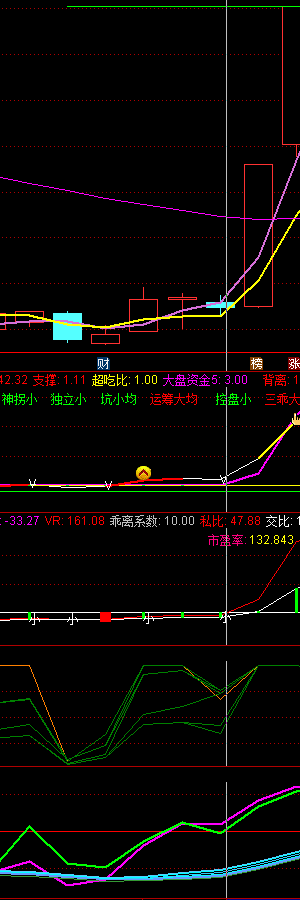 财 榜 涨
42.32 支撑: 1.11 超吃比: 1.00 大盘资金5: 3.00 背离: 1
神拐小 独立小 坑小均 运筹大均 控盘小 三乖大
: -33.27 VR: 161.08 乖离系数: 10.00 私比: 47.88 交比: 1
市盈率: 132.843
小 小 小 小